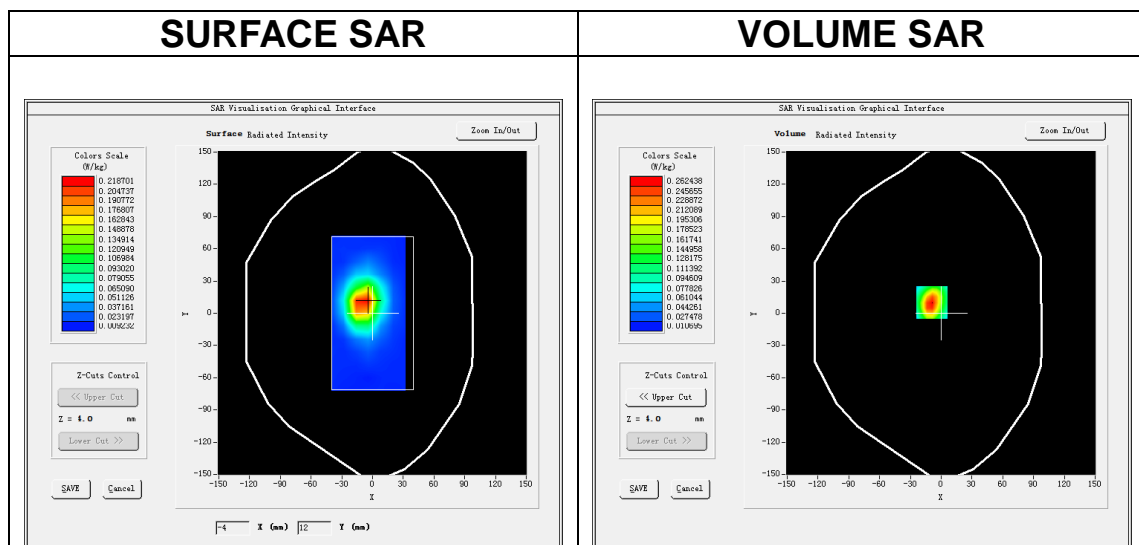 SURFACE SAR
SAR Visualisation Graphical Interface
Surface Radiated Intensity
Zoom In/Out
Colors Scale
(W/kg)
0.218701
0.204737
0.190772
0.176807
0.162843
0.148878
0.134914
0.120949
0.106984
0.093020
0.079055
0.065090
0.051126
0.037161
0.023197
0.009232
150
120
90
60
30
0
-30
-60
-90
-120
-150
Y
-150 -120 -90 -60 -30 0 30 60 90 120 150
X
Z-Cuts Control
<< Upper Cut
Z = 4.0 mm
Lower Cut >>
SAVE Cancel
-4 X (mm) 12 Y (mm)
VOLUME SAR
SAR Visualisation Graphical Interface
Volume Radiated Intensity
Zoom In/Out
Colors Scale
(W/kg)
0.262438
0.245655
0.228872
0.212089
0.195306
0.178523
0.161741
0.144958
0.128175
0.111392
0.094609
0.077826
0.061044
0.044261
0.027478
0.010695
150
120
90
60
30
0
-30
-60
-90
-120
-150
Y
-150 -120 -90 -60 -30 0 30 60 90 120 150
X
Z-Cuts Control
<< Upper Cut
Z = 4.0 mm
Lower Cut >>
SAVE Cancel